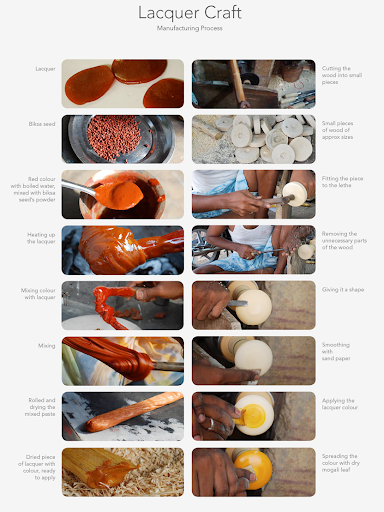 Lacquer Craft
Manufacturing Process
Lacquer
Cutting the
wood into small
pieces
Biksa seed
Small pieces
of wood of
approx sizes
Red colour
with boiled water,
mixed with biksa
seed's powder
Fitting the piece
to the lethe
Heating up
the lacquer
Removing the
unnecessary parts
of the wood
Mixing colour
with lacquer
Giving it a shape
Mixing
Smoothing
with
sand paper
Rolled and
drying the
mixed paste
Applying the
lacquer colour
Dried piece
of lacquer with
colour, ready
to apply
Spreading the
colour with dry
mogali leaf